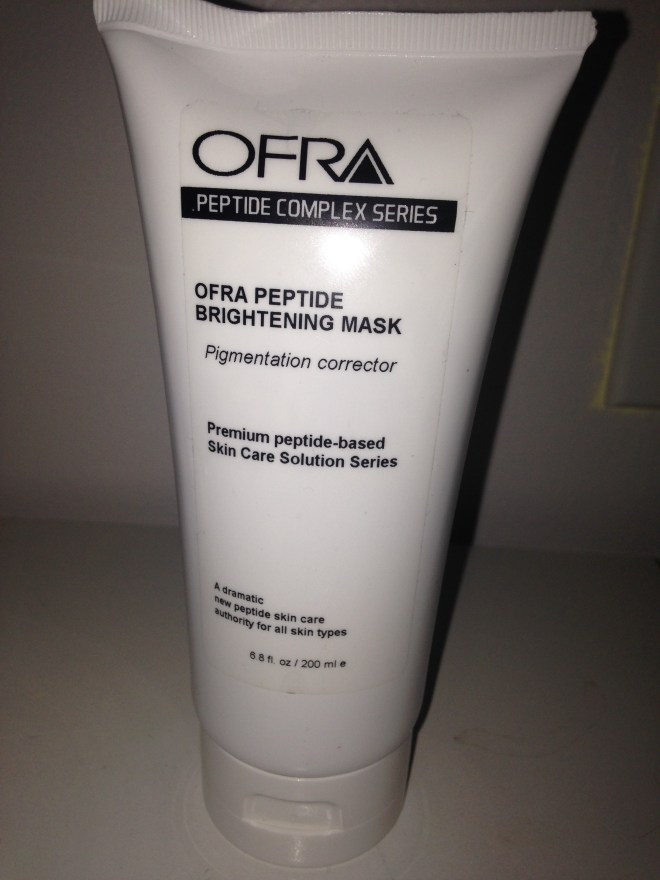 OFRA
PEPTIDE COMPLEX SERIES
OFRA PEPTIDE
BRIGHTENING MASK
Pigmentation corrector
Premium peptide-based
Skin Care Solution Series
A dramatic
new peptide skin care
authority for all skin types
6.8 fl. oz / 200 ml e